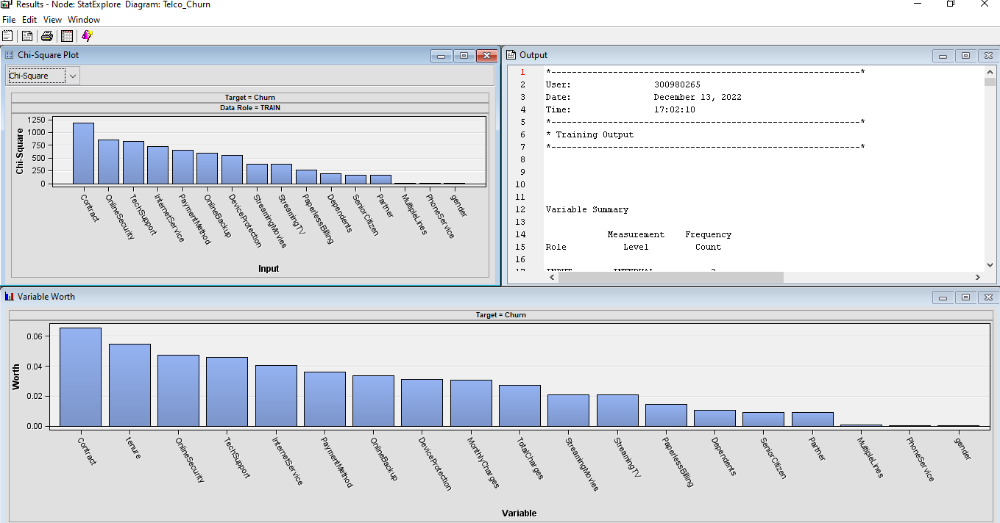 Results - Node: StatExplore Diagram: Telco_Churn
File Edit View Window
Chi-Square Plot
Chi-Square
Target = Churn
Data Role = TRAIN
1250
1000
750
500
250
0
Chi-Square
Contract
OnlineSecurity
TechSupport
InternetService
PaymentMethod
OnlineBackup
DeviceProtection
StreamingMovies
StreamingTV
PaperlessBilling
Dependents
SeniorCitizen
Partner
MultipleLines
PhoneService
gender
Input
Output
1 *------------------------------------------------------------*
2 User: 300980265
3 Date: December 13, 2022
4 Time: 17:02:10
5 *------------------------------------------------------------*
6 * Training Output
7 *------------------------------------------------------------*
8
9
10
11
12 Variable Summary
13
14 Measurement Frequency
15 Role Level Count
16
17 INPUT INTERVAL 3
Variable Worth
Target = Churn
0.06
0.04
0.02
0.00
Worth
Contract
tenure
OnlineSecurity
TechSupport
InternetService
PaymentMethod
OnlineBackup
DeviceProtection
MonthlyCharges
TotalCharges
StreamingMovies
StreamingTV
PaperlessBilling
Dependents
SeniorCitizen
Partner
MultipleLines
PhoneService
gender
Variable